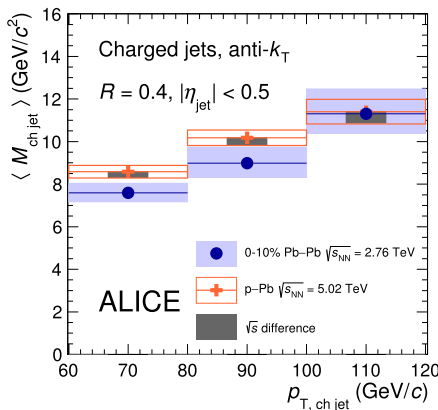 ⟨ M_ch jet ⟩ (GeV/c²)
16
14
12
10
8
6
4
2
0
Charged jets, anti-k_T
R = 0.4, |η_jet| < 0.5
0-10% Pb–Pb √s_NN = 2.76 TeV
p–Pb √s_NN = 5.02 TeV
√s difference
ALICE
60 70 80 90 100 110 120
p_T, ch jet (GeV/c)